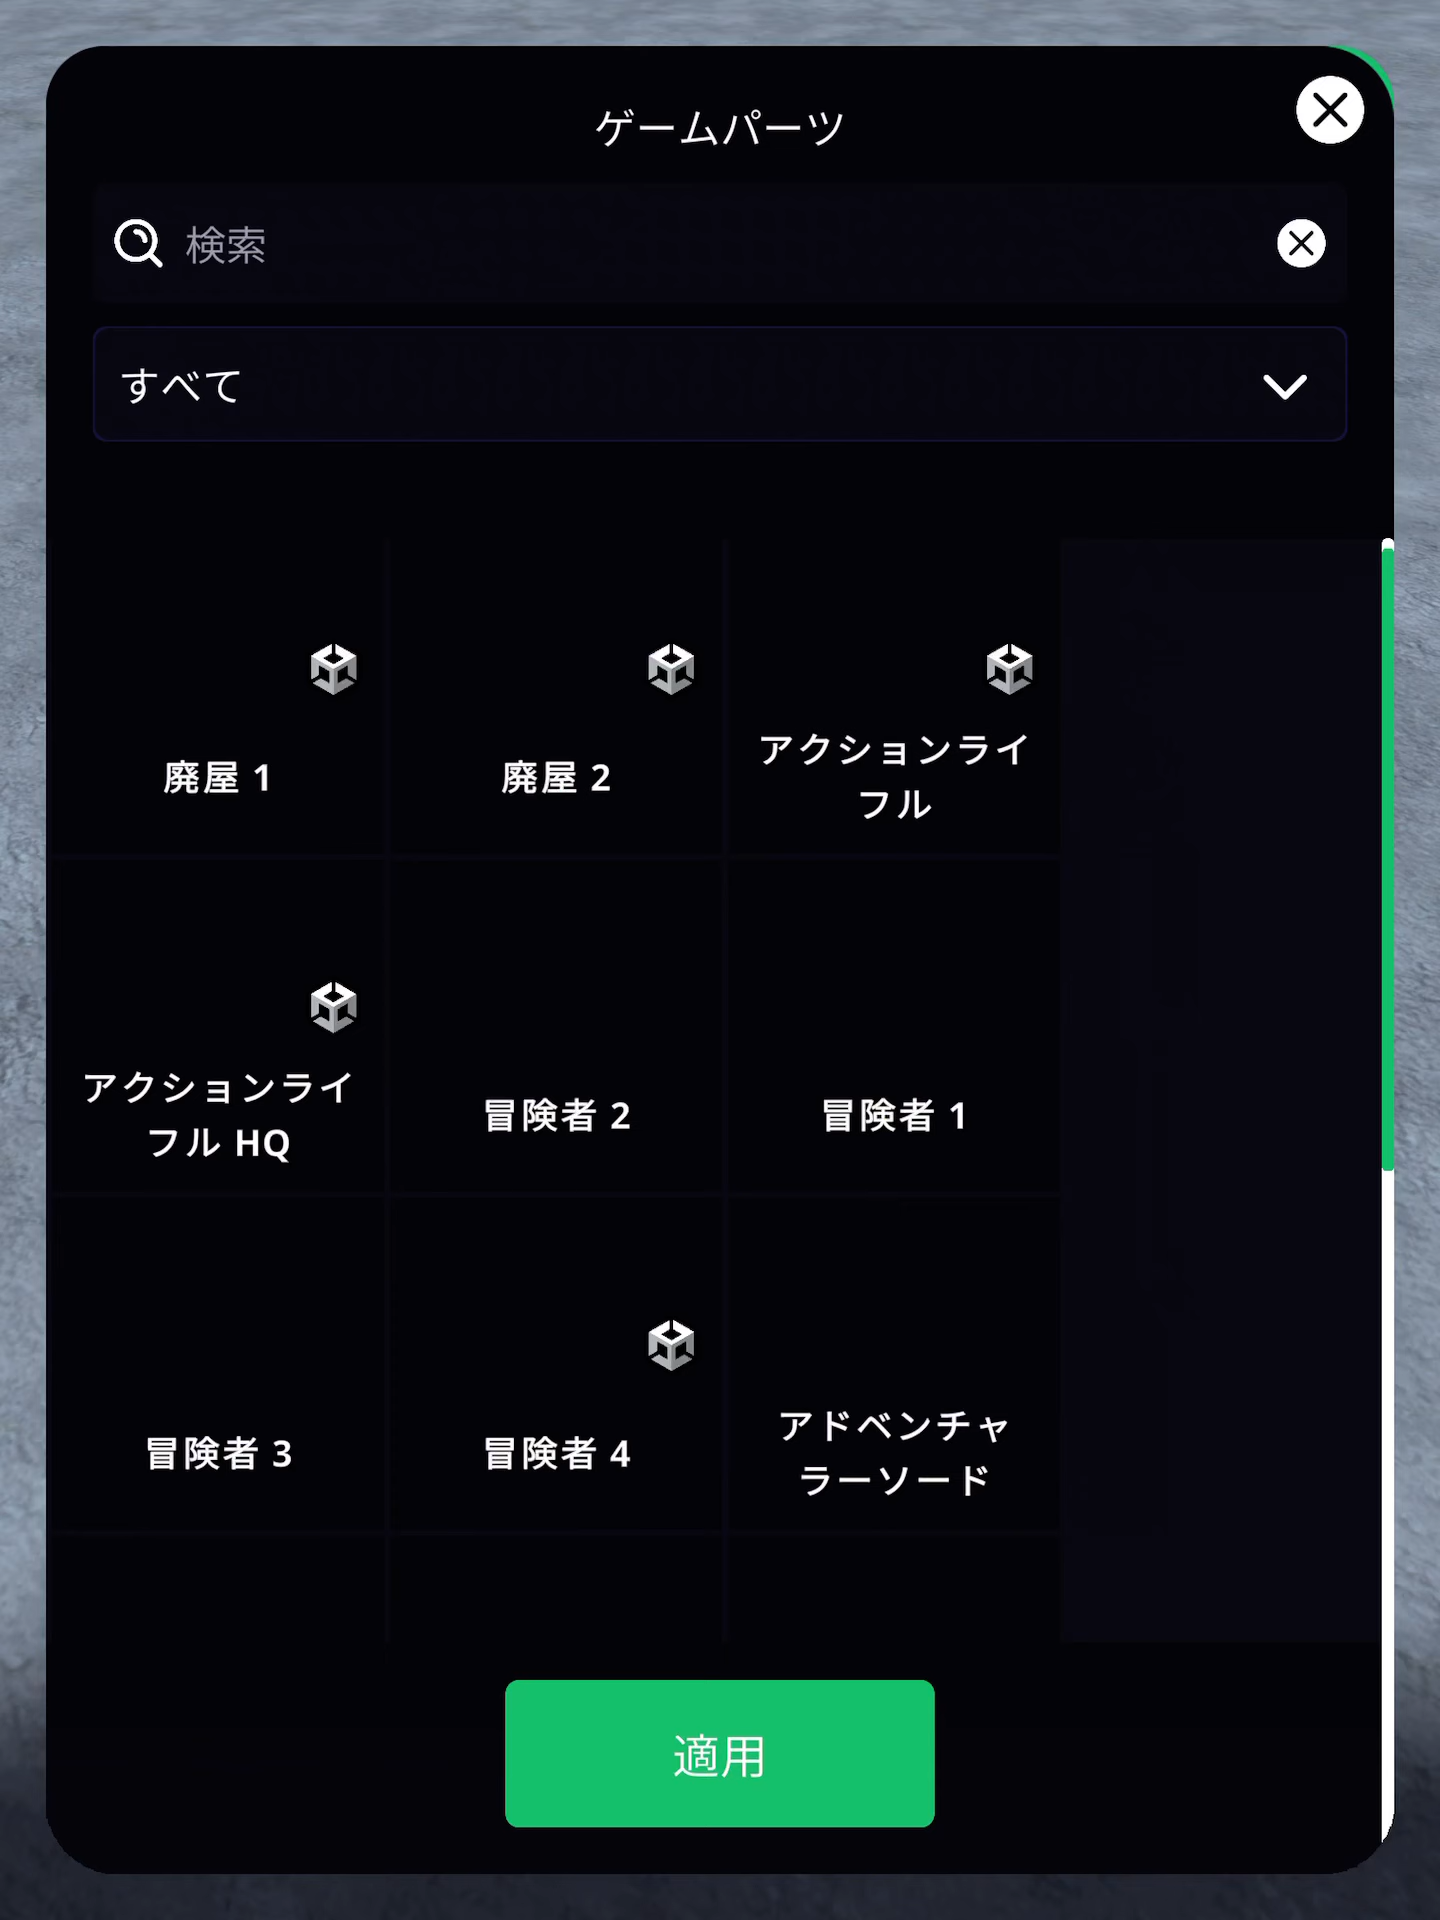 ゲームパーツ
検索
すべて
廃屋 1
廃屋 2
アクションライ
フル
アクションライ
フル HQ
冒険者 2
冒険者 1
冒険者 3
冒険者 4
アドベンチャ
ラーソード
適用